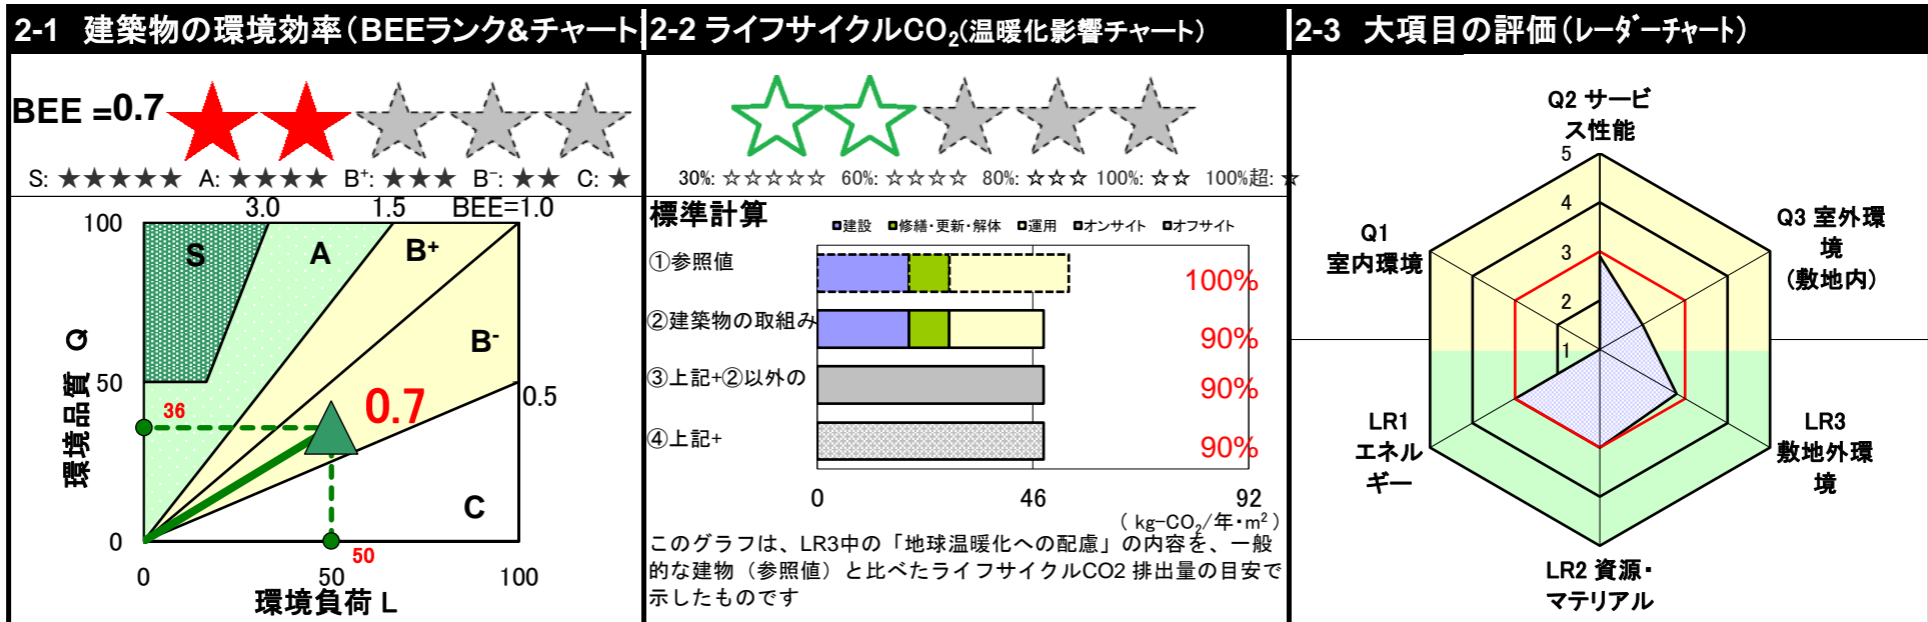 2-1 建築物の環境効率(BEEランク&チャート)
BEE =0.7
S: ★★★★★ A: ★★★★ B⁺: ★★★ B⁻: ★★ C: ★
3.0 1.5 BEE=1.0
100
S A B⁺
B⁻
50
0.5
36
0.7
C
0
50
0 50 100
環境品質 Q
環境負荷 L
2-2 ライフサイクルCO₂(温暖化影響チャート)
30%: ☆☆☆☆☆ 60%: ☆☆☆☆ 80%: ☆☆☆ 100%: ☆☆ 100%超: ☆
標準計算
建設 修繕・更新・解体 運用 オンサイト オフサイト
①参照値 100%
②建築物の取組み 90%
③上記+②以外の 90%
④上記+ 90%
0 46 92
( kg-CO₂/年・m² )
このグラフは、LR3中の「地球温暖化への配慮」の内容を、一般
的な建物（参照値）と比べたライフサイクルCO2 排出量の目安で
示したものです
2-3 大項目の評価(レーダーチャート)
Q2 サービ
ス性能
5
4
3
2
1
Q1
室内環境
Q3 室外環
境
(敷地内)
LR1
エネル
ギー
LR3
敷地外環
境
LR2 資源・
マテリアル